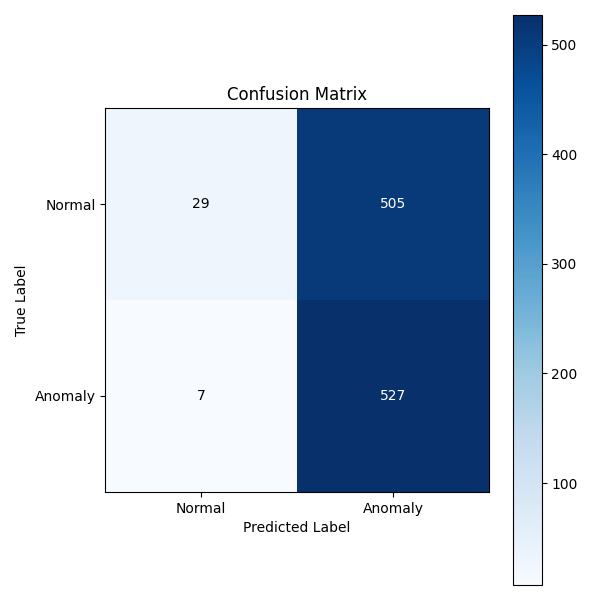 Confusion Matrix
500
400
300
200
100
True Label
Normal
29
505
Anomaly
7
527
Normal
Anomaly
Predicted Label